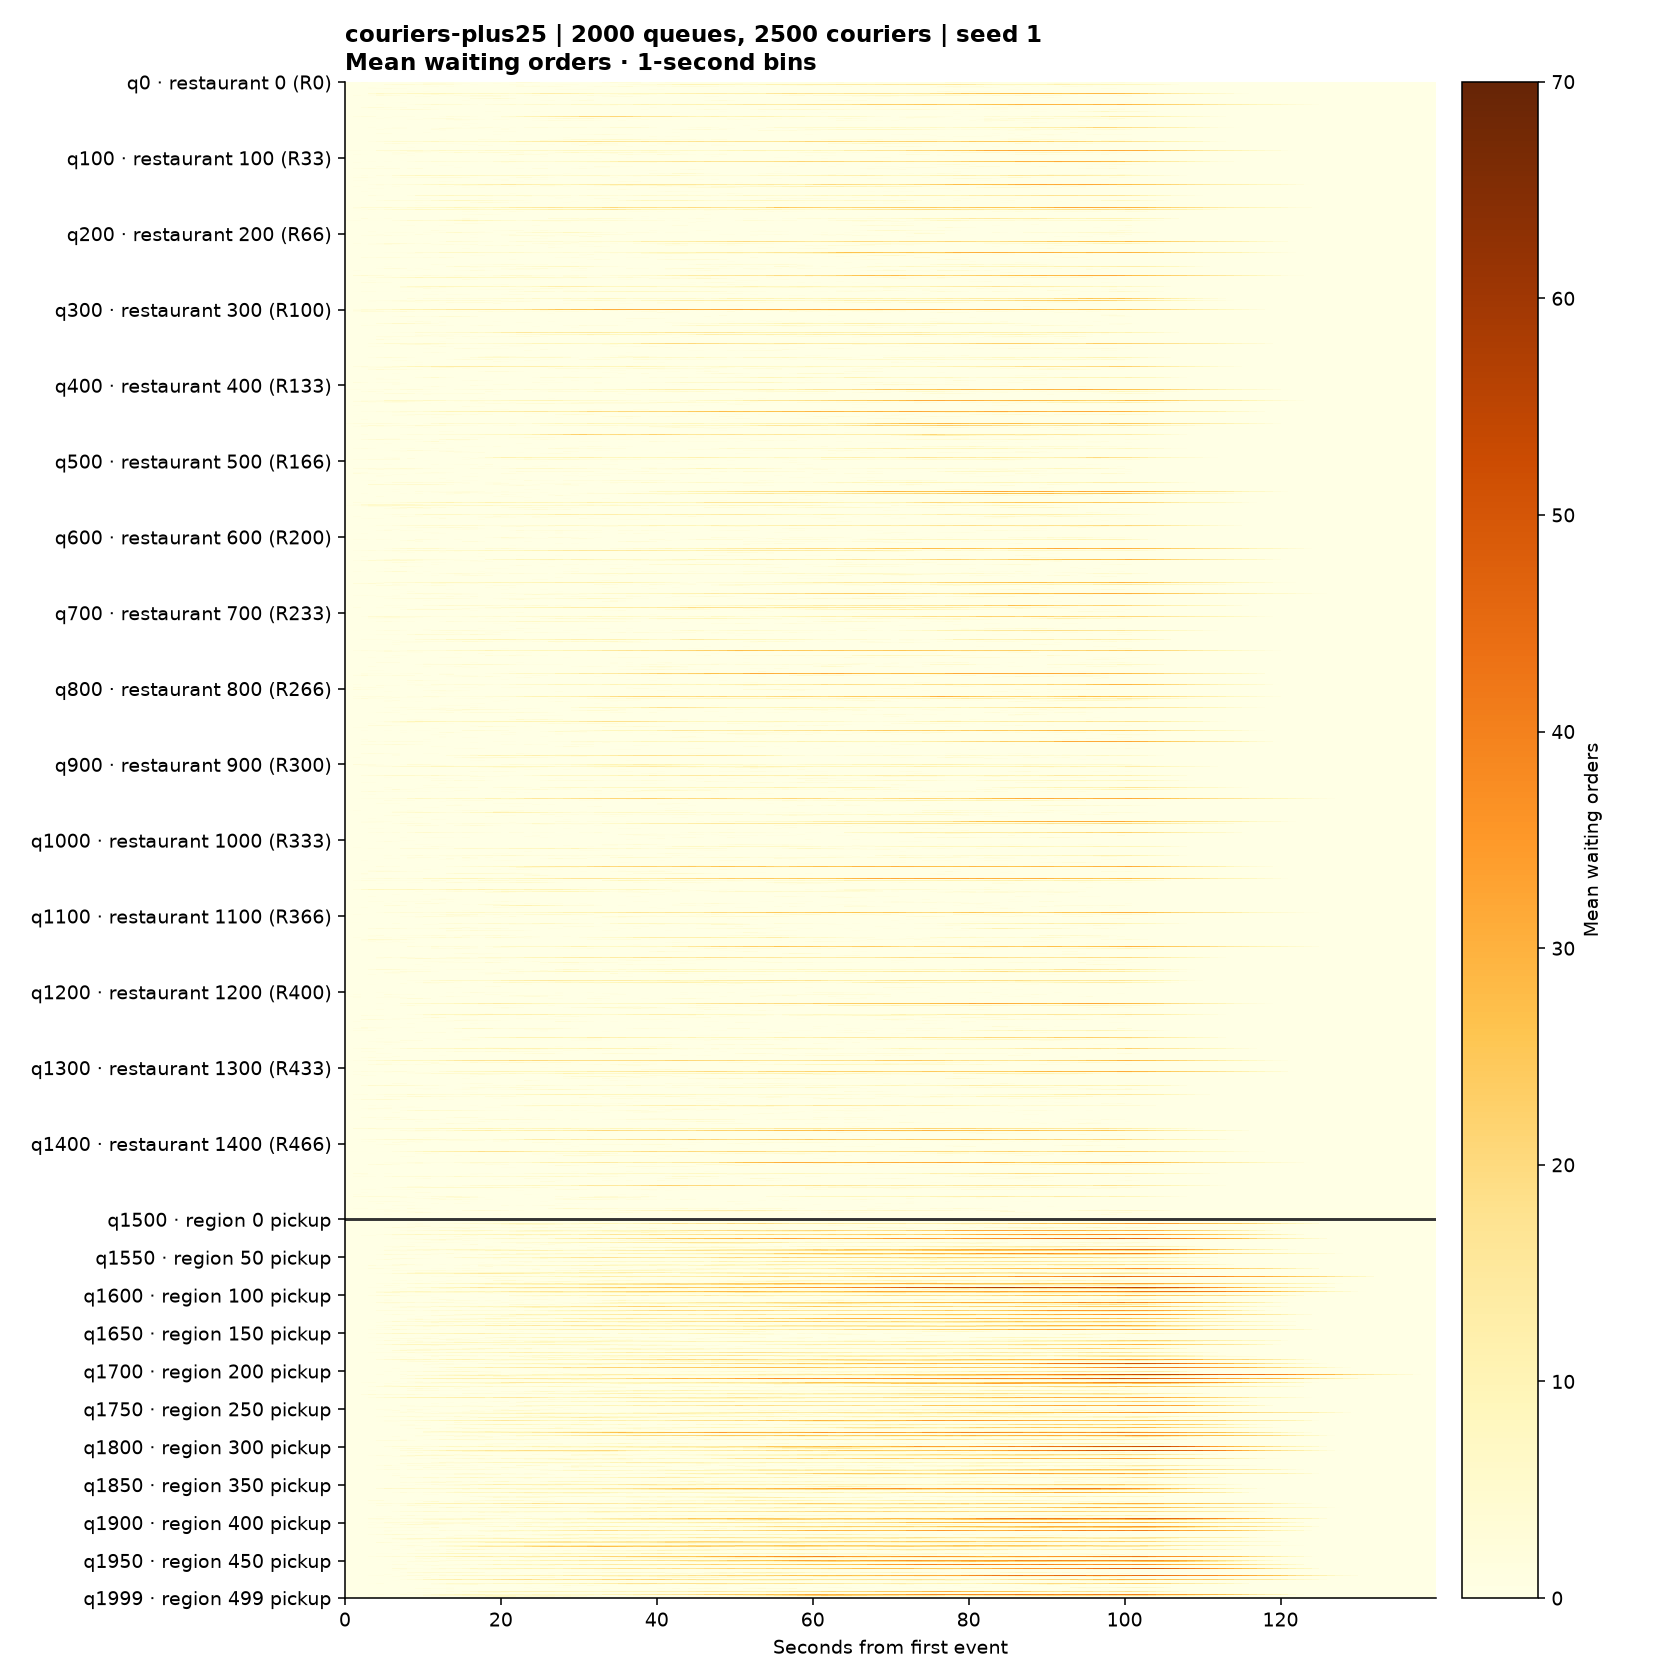 couriers-plus25 | 2000 queues, 2500 couriers | seed 1
Mean waiting orders · 1-second bins
q0 · restaurant 0 (R0)
q100 · restaurant 100 (R33)
q200 · restaurant 200 (R66)
q300 · restaurant 300 (R100)
q400 · restaurant 400 (R133)
q500 · restaurant 500 (R166)
q600 · restaurant 600 (R200)
q700 · restaurant 700 (R233)
q800 · restaurant 800 (R266)
q900 · restaurant 900 (R300)
q1000 · restaurant 1000 (R333)
q1100 · restaurant 1100 (R366)
q1200 · restaurant 1200 (R400)
q1300 · restaurant 1300 (R433)
q1400 · restaurant 1400 (R466)
q1500 · region 0 pickup
q1550 · region 50 pickup
q1600 · region 100 pickup
q1650 · region 150 pickup
q1700 · region 200 pickup
q1750 · region 250 pickup
q1800 · region 300 pickup
q1850 · region 350 pickup
q1900 · region 400 pickup
q1950 · region 450 pickup
q1999 · region 499 pickup
0 20 40 60 80 100 120
Seconds from first event
70
60
50
40
30
20
10
0
Mean waiting orders